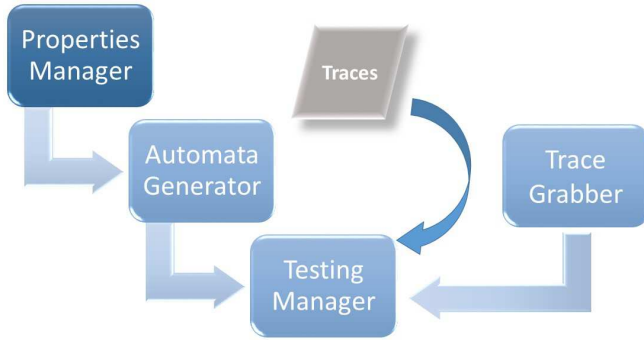 Properties
Manager
Traces
Automata
Generator
Trace
Grabber
Testing
Manager